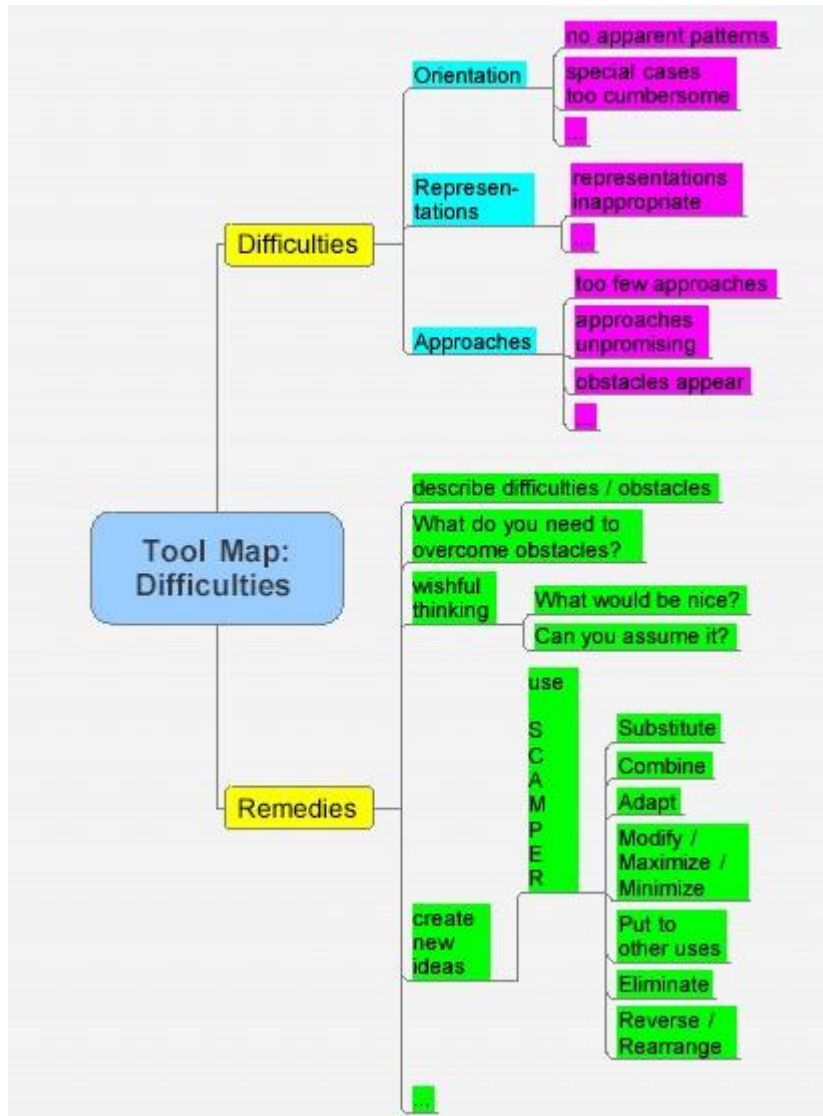 no apparent patterns
Orientation
special cases
too cumbersome
...
Represen-
tations
representations
inappropriate
...
Difficulties
too few approaches
approaches
unpromising
Approaches
obstacles appear
...
Tool Map:
Difficulties
describe difficulties / obstacles
What do you need to
overcome obstacles?
wishful
thinking
What would be nice?
Can you assume it?
Remedies
create
new
ideas
use
S
C
A
M
P
E
R
Substitute
Combine
Adapt
Modify /
Maximize /
Minimize
Put to
other uses
Eliminate
Reverse /
Rearrange
...